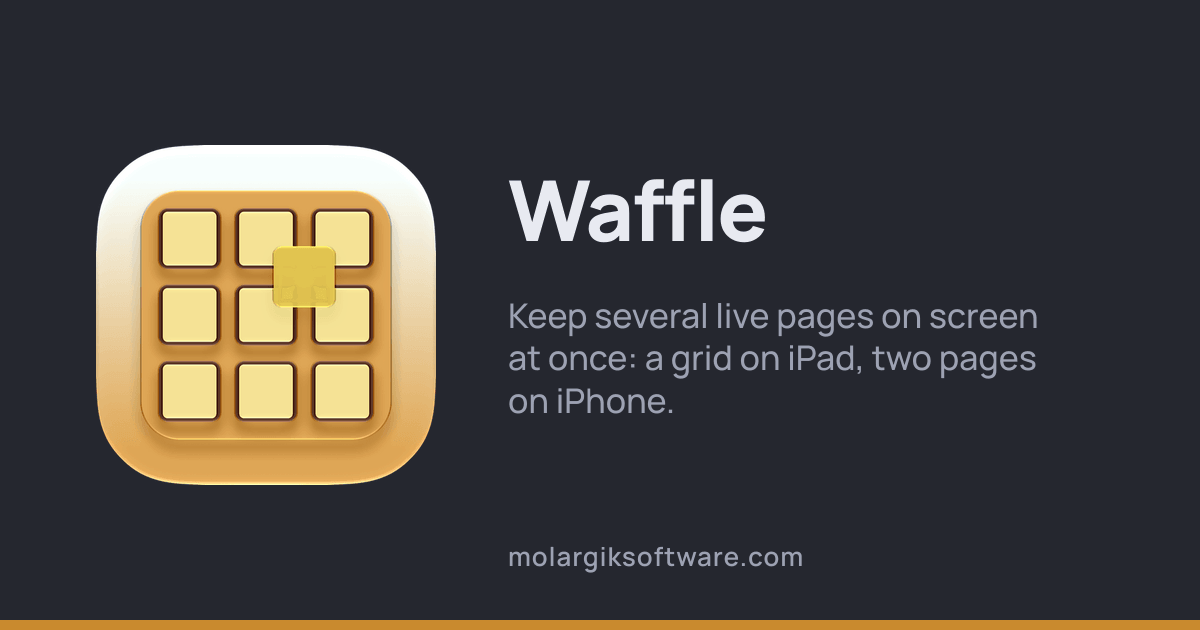 Waffle
Keep several live pages on screen
at once: a grid on iPad, two pages
on iPhone.
molargiksoftware.com